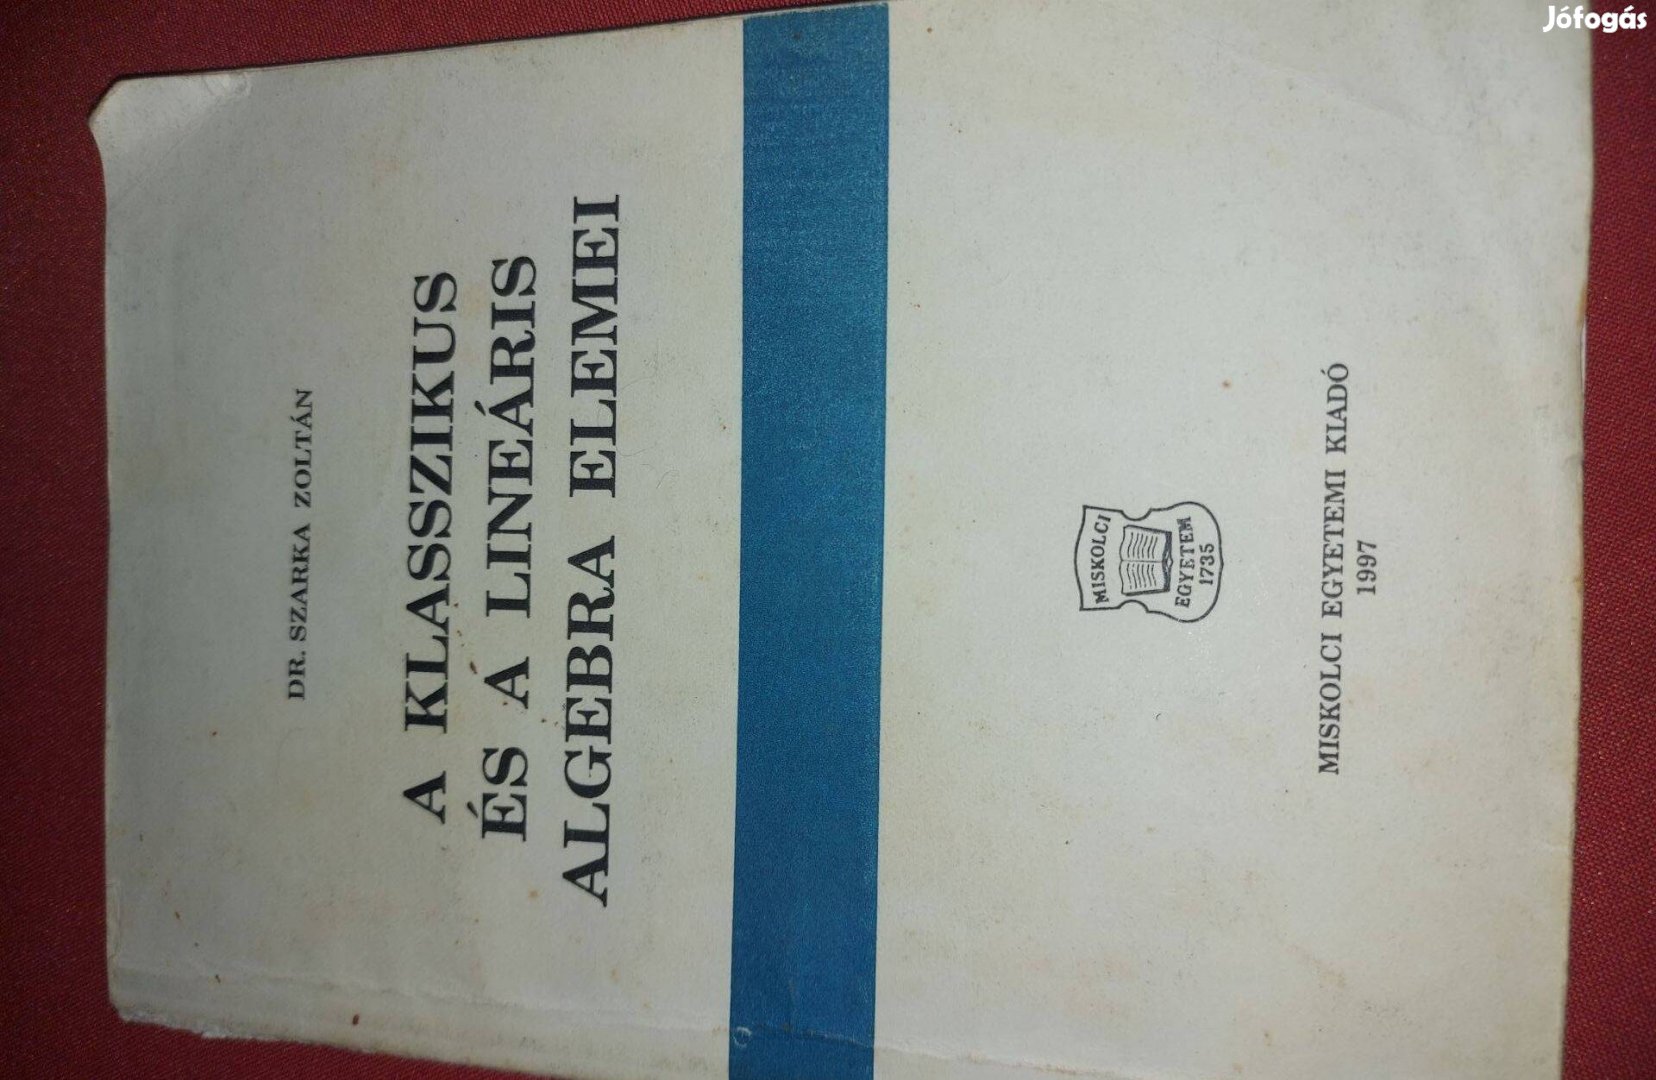 DR. SZARKA ZOLTÁN
A KLASSZIKUS
ÉS A LINEÁRIS
ALGEBRA ELEMEI
MISKOLCI
EGYETEM
1735
MISKOLCI EGYETEMI KIADÓ
1997
Jófogás